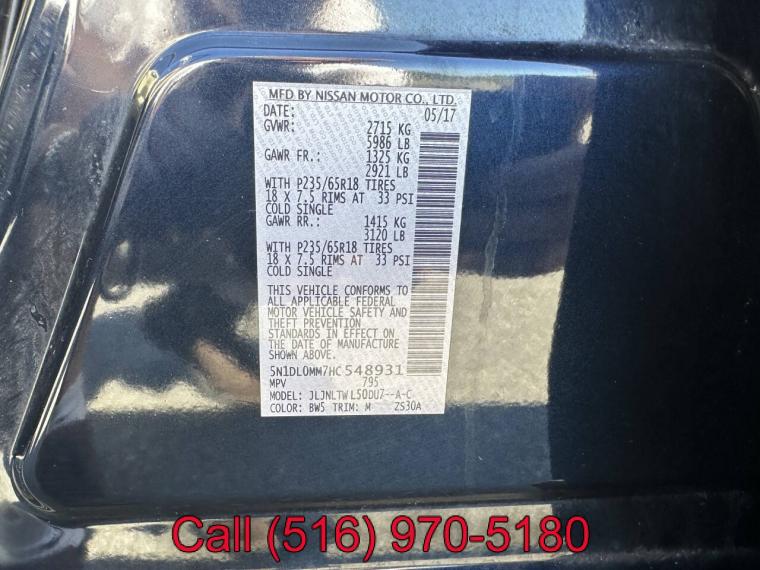 MFD BY NISSAN MOTOR CO., LTD.
DATE: 05/17
GVWR: 2715 KG
5986 LB
GAWR FR.: 1325 KG
2921 LB
WITH P235/65R18 TIRES
18 X 7.5 RIMS AT 33 PSI
COLD SINGLE
GAWR RR.: 1415 KG
3120 LB
WITH P235/65R18 TIRES
18 X 7.5 RIMS AT 33 PSI
COLD SINGLE
THIS VEHICLE CONFORMS TO
ALL APPLICABLE FEDERAL
MOTOR VEHICLE SAFETY AND
THEFT PREVENTION
STANDARDS IN EFFECT ON
THE DATE OF MANUFACTURE
SHOWN ABOVE.
5N1DL0MM7HC548931
MPV 795
MODEL: JLJNLTWL50DU7--A-C
COLOR: BW5 TRIM: M ZS30A
Call (516) 970-5180